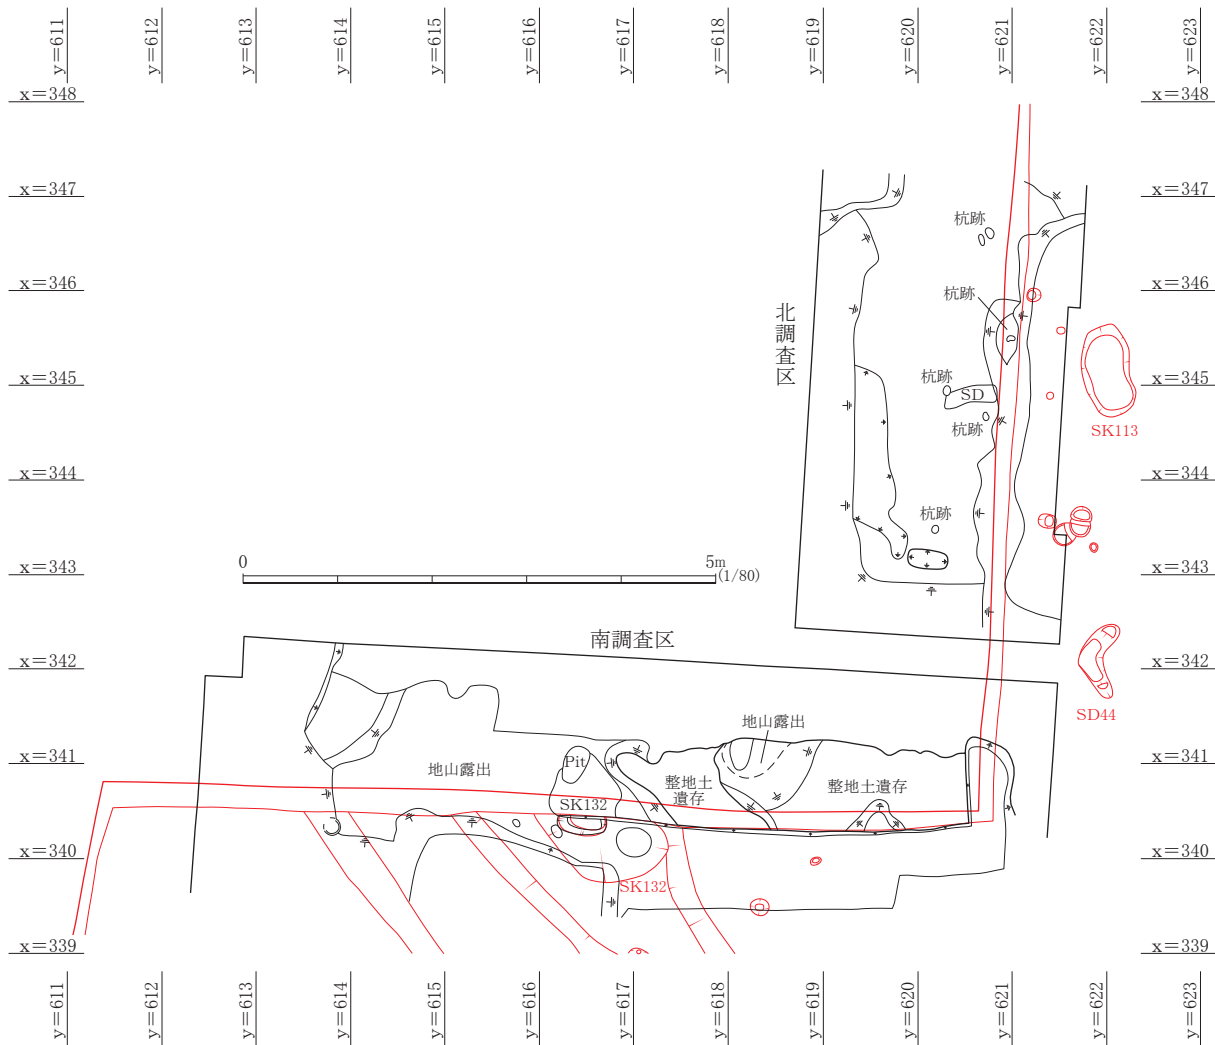 y=611
y=612
y=613
y=614
y=615
y=616
y=617
y=618
y=619
y=620
y=621
y=622
y=623
x=348
x=348
x=347
x=347
杭跡
x=346
杭跡
x=346
北調査区
x=345
杭跡
SD
x=345
杭跡
SK113
x=344
x=344
杭跡
0
5m
(1/80)
x=343
x=343
南調査区
x=342
x=342
SD44
地山露出
x=341
地山露出
Pit
整地土
遺存
整地土遺存
x=341
SK132
x=340
x=340
SK132
x=339
x=339
y=611
y=612
y=613
y=614
y=615
y=616
y=617
y=618
y=619
y=620
y=621
y=622
y=623